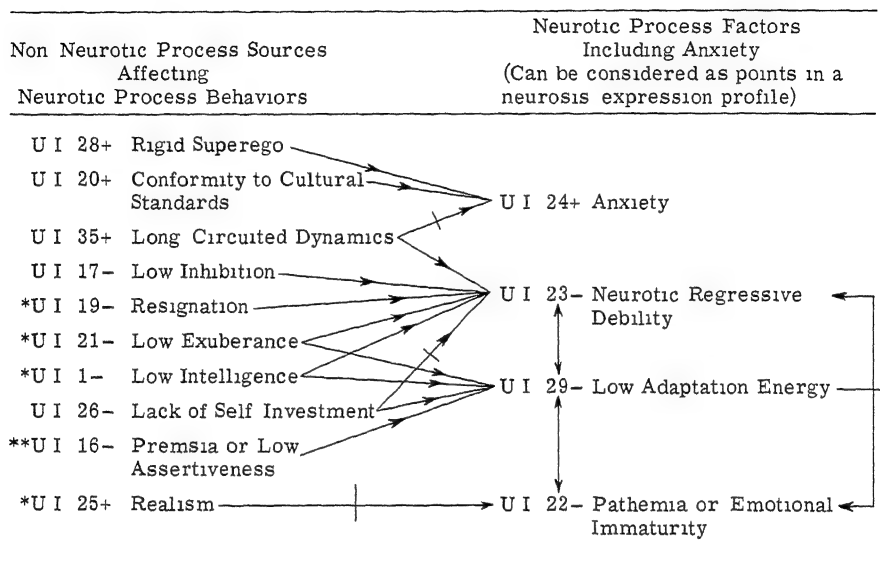 Non Neurotic Process Sources
Affecting
Neurotic Process Behaviors
Neurotic Process Factors
Including Anxiety
(Can be considered as points in a
neurosis expression profile)
U I 28+ Rigid Superego
U I 20+ Conformity to Cultural
Standards
U I 35+ Long Circuited Dynamics
U I 17– Low Inhibition
*U I 19– Resignation
*U I 21– Low Exuberance
*U I 1– Low Intelligence
U I 26– Lack of Self Investment
**U I 16– Premsia or Low
Assertiveness
*U I 25+ Realism
U I 24+ Anxiety
U I 23– Neurotic Regressive
Debility
U I 29– Low Adaptation Energy
U I 22– Pathemia or Emotional
Immaturity